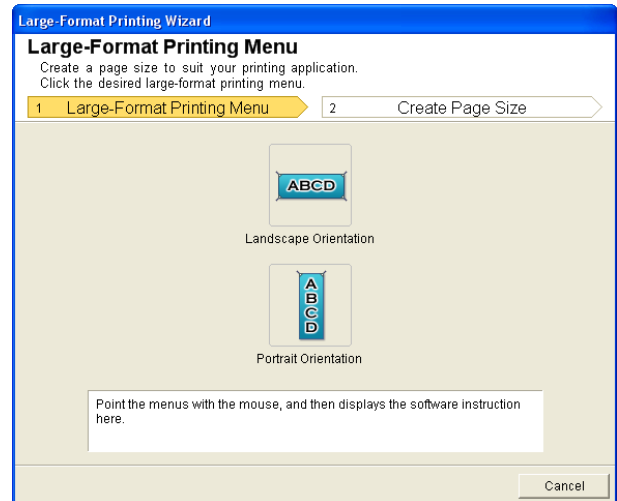 Large-Format Printing Wizard
Large-Format Printing Menu
Create a page size to suit your printing application.
Click the desired large-format printing menu.
1 Large-Format Printing Menu 2 Create Page Size
ABCD
Landscape Orientation
A
B
C
D
Portrait Orientation
Point the menus with the mouse, and then displays the software instruction
here.
Cancel